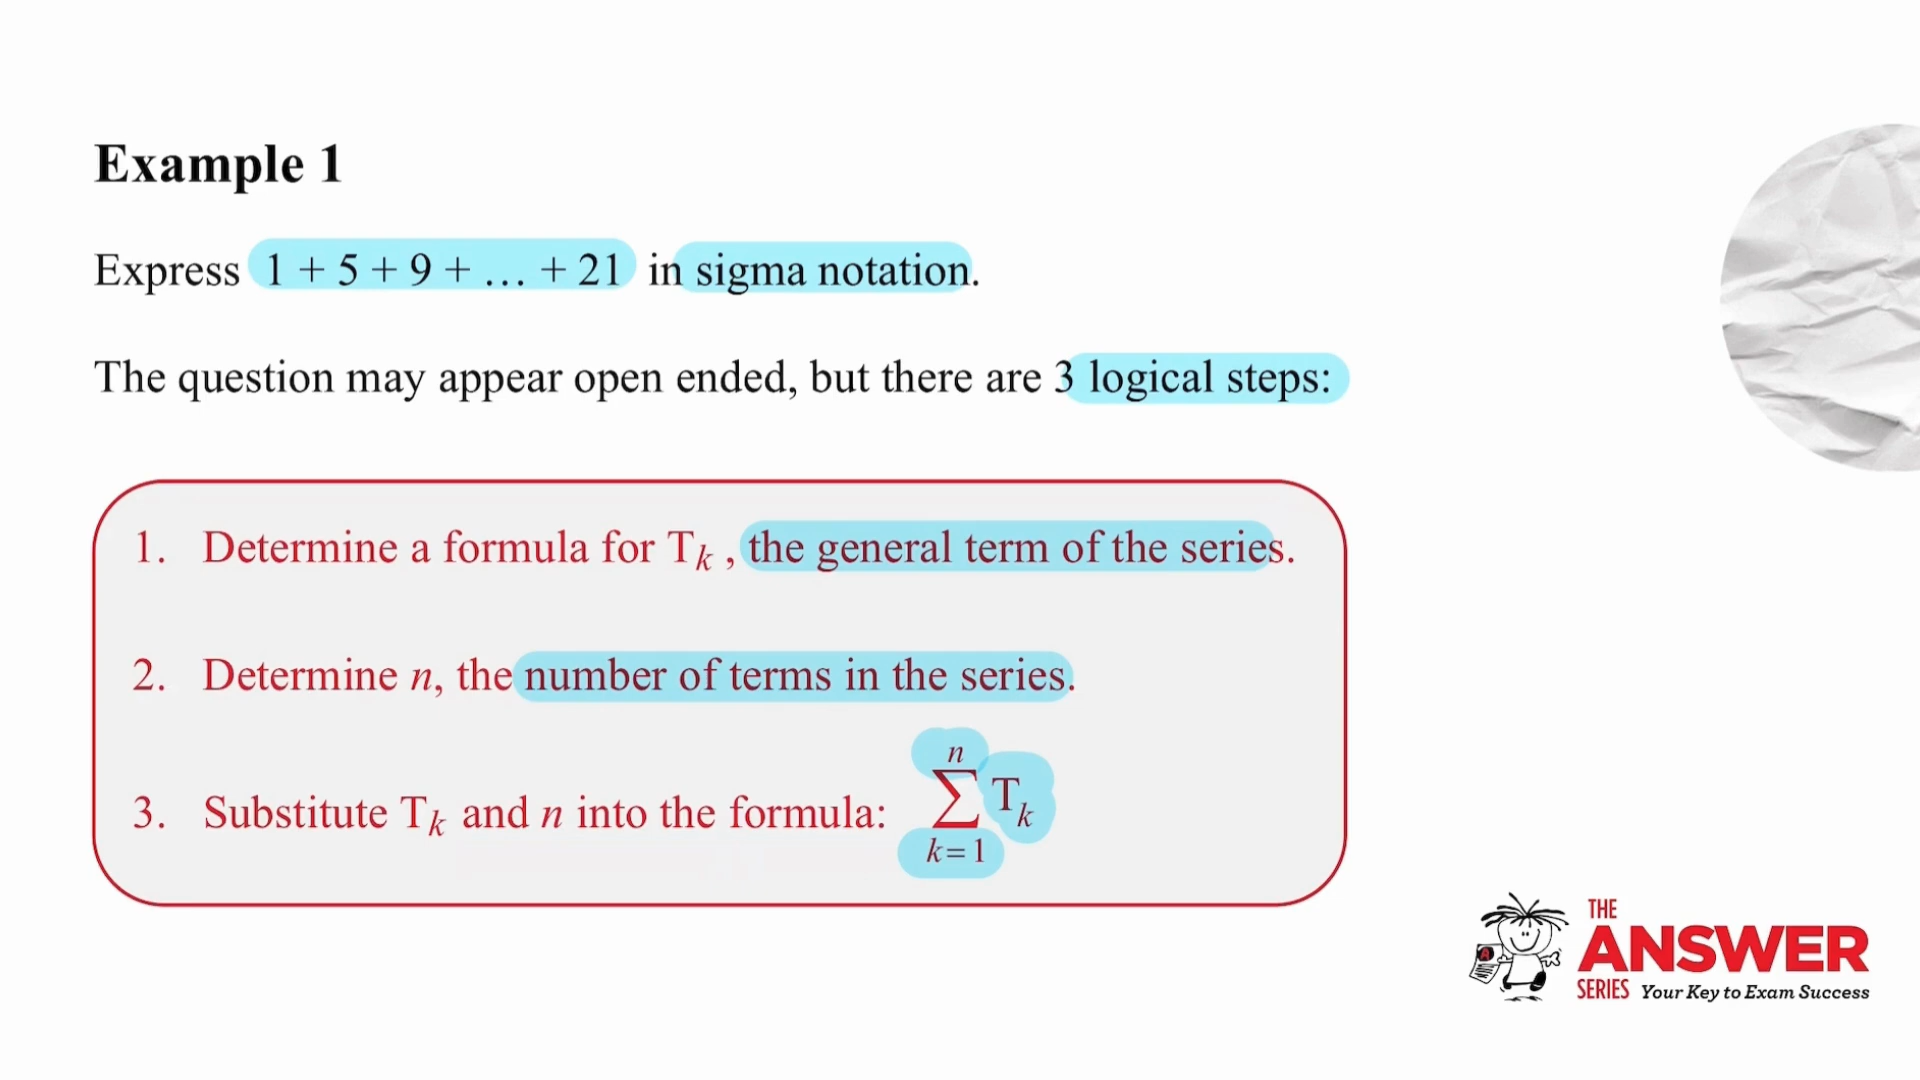 Example 1
Express 1 + 5 + 9 + … + 21 in sigma notation.
The question may appear open ended, but there are 3 logical steps:
1. Determine a formula for Tₖ , the general term of the series.
2. Determine n, the number of terms in the series.
3. Substitute Tₖ and n into the formula: n ∑ k=1 Tₖ
THE
ANSWER
SERIES Your Key to Exam Success